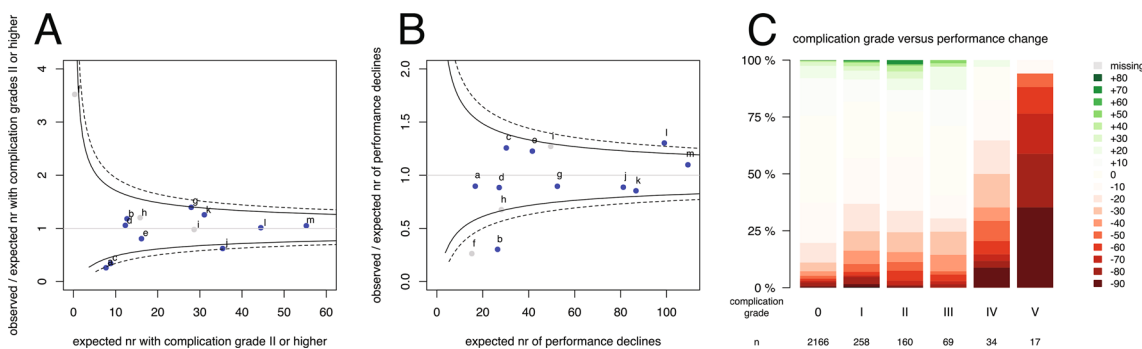 A
observed / expected nr with complication grades II or higher
4
3
2
1
0
f
g
b
h
k
d
m
l
i
e
j
c
a
0 10 20 30 40 50 60
expected nr with complication grade II or higher
B
observed / expected nr of performance declines
2.0
1.5
1.0
0.5
0.0
l
c e i
m
a d g j k
h
f b
0 20 40 60 80 100
expected nr of performance declines
C
complication grade versus performance change
100 %
75 %
50 %
25 %
0 %
missing
+80
+70
+60
+50
+40
+30
+20
+10
0
-10
-20
-30
-40
-50
-60
-70
-80
-90
complication
grade
0 I II III IV V
n 2166 258 160 69 34 17